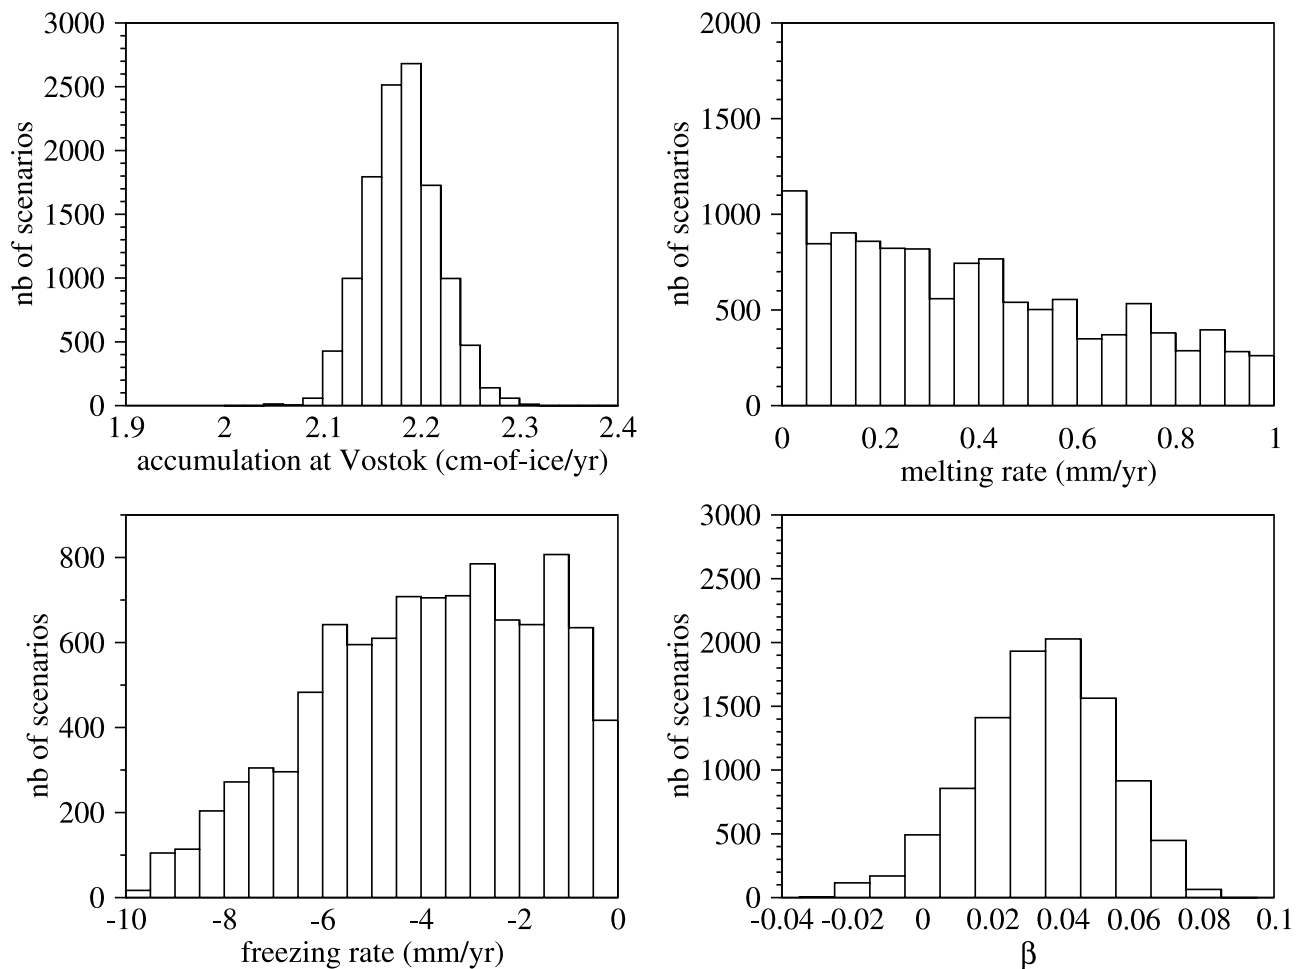 3000
2500
2000
1500
1000
500
0
nb of scenarios
1.9 2 2.1 2.2 2.3 2.4
accumulation at Vostok (cm-of-ice/yr)
2000
1500
1000
500
0
nb of scenarios
0 0.2 0.4 0.6 0.8 1
melting rate (mm/yr)
800
600
400
200
0
nb of scenarios
-10 -8 -6 -4 -2 0
freezing rate (mm/yr)
3000
2500
2000
1500
1000
500
0
nb of scenarios
-0.04 -0.02 0 0.02 0.04 0.06 0.08 0.1
β